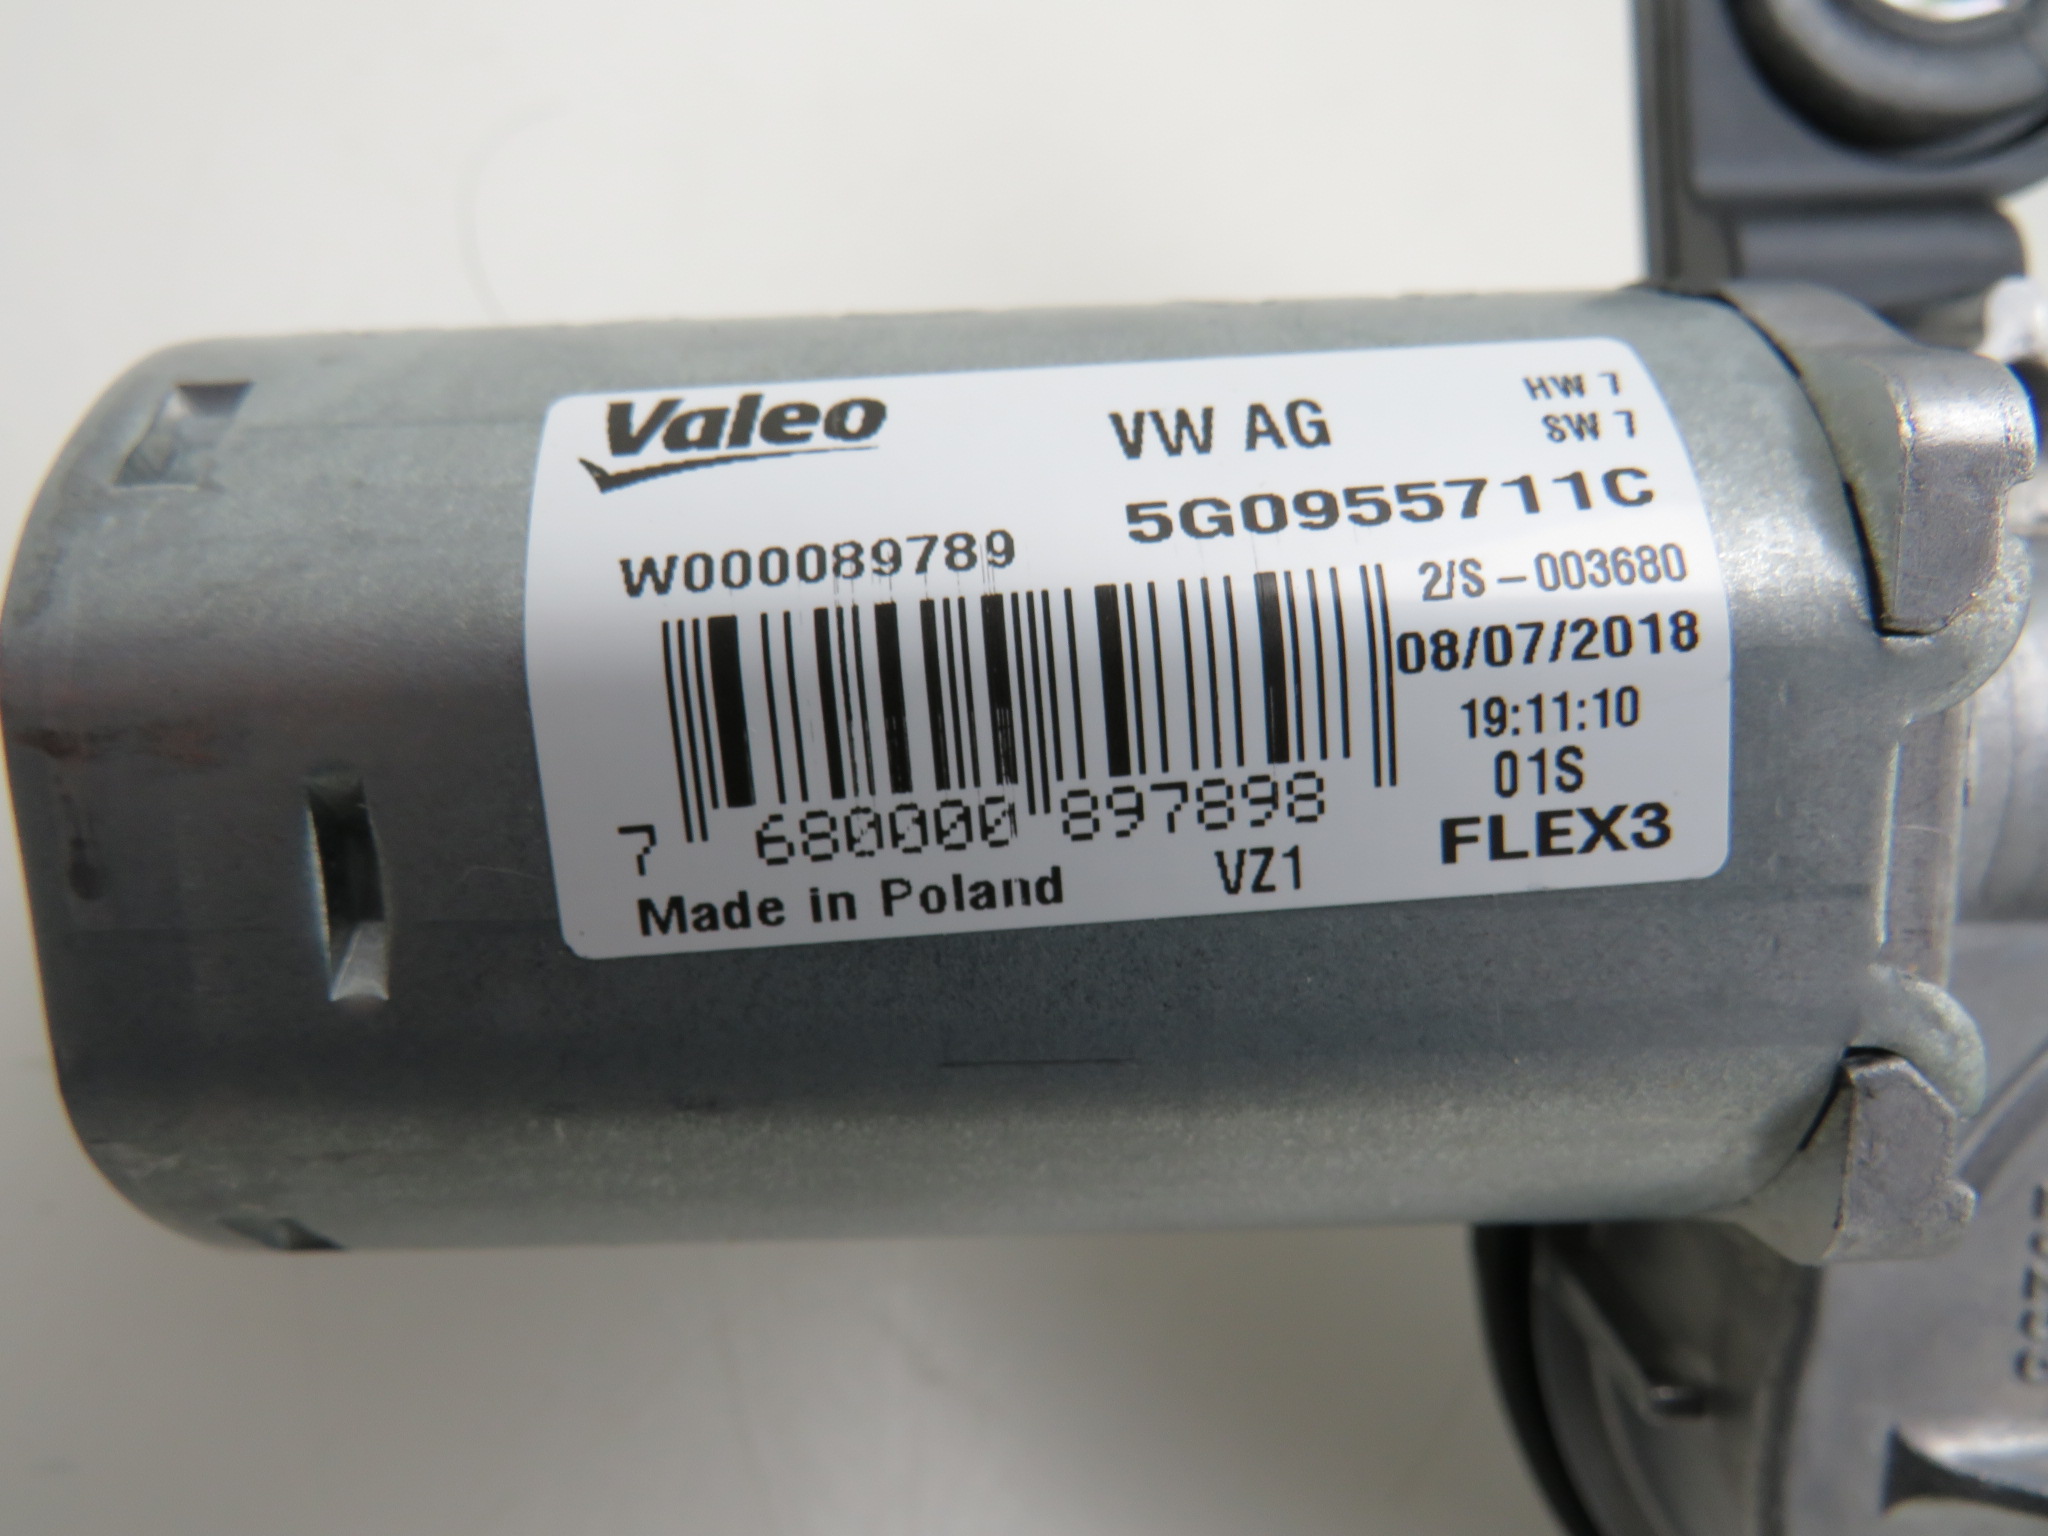 Valeo
VW AG
HW 7
SW 7
5G0955711C
W000089789
2/S - 003680
08/07/2018
19:11:10
01S
7 680000 897898
FLEX3
Made in Poland
VZ1